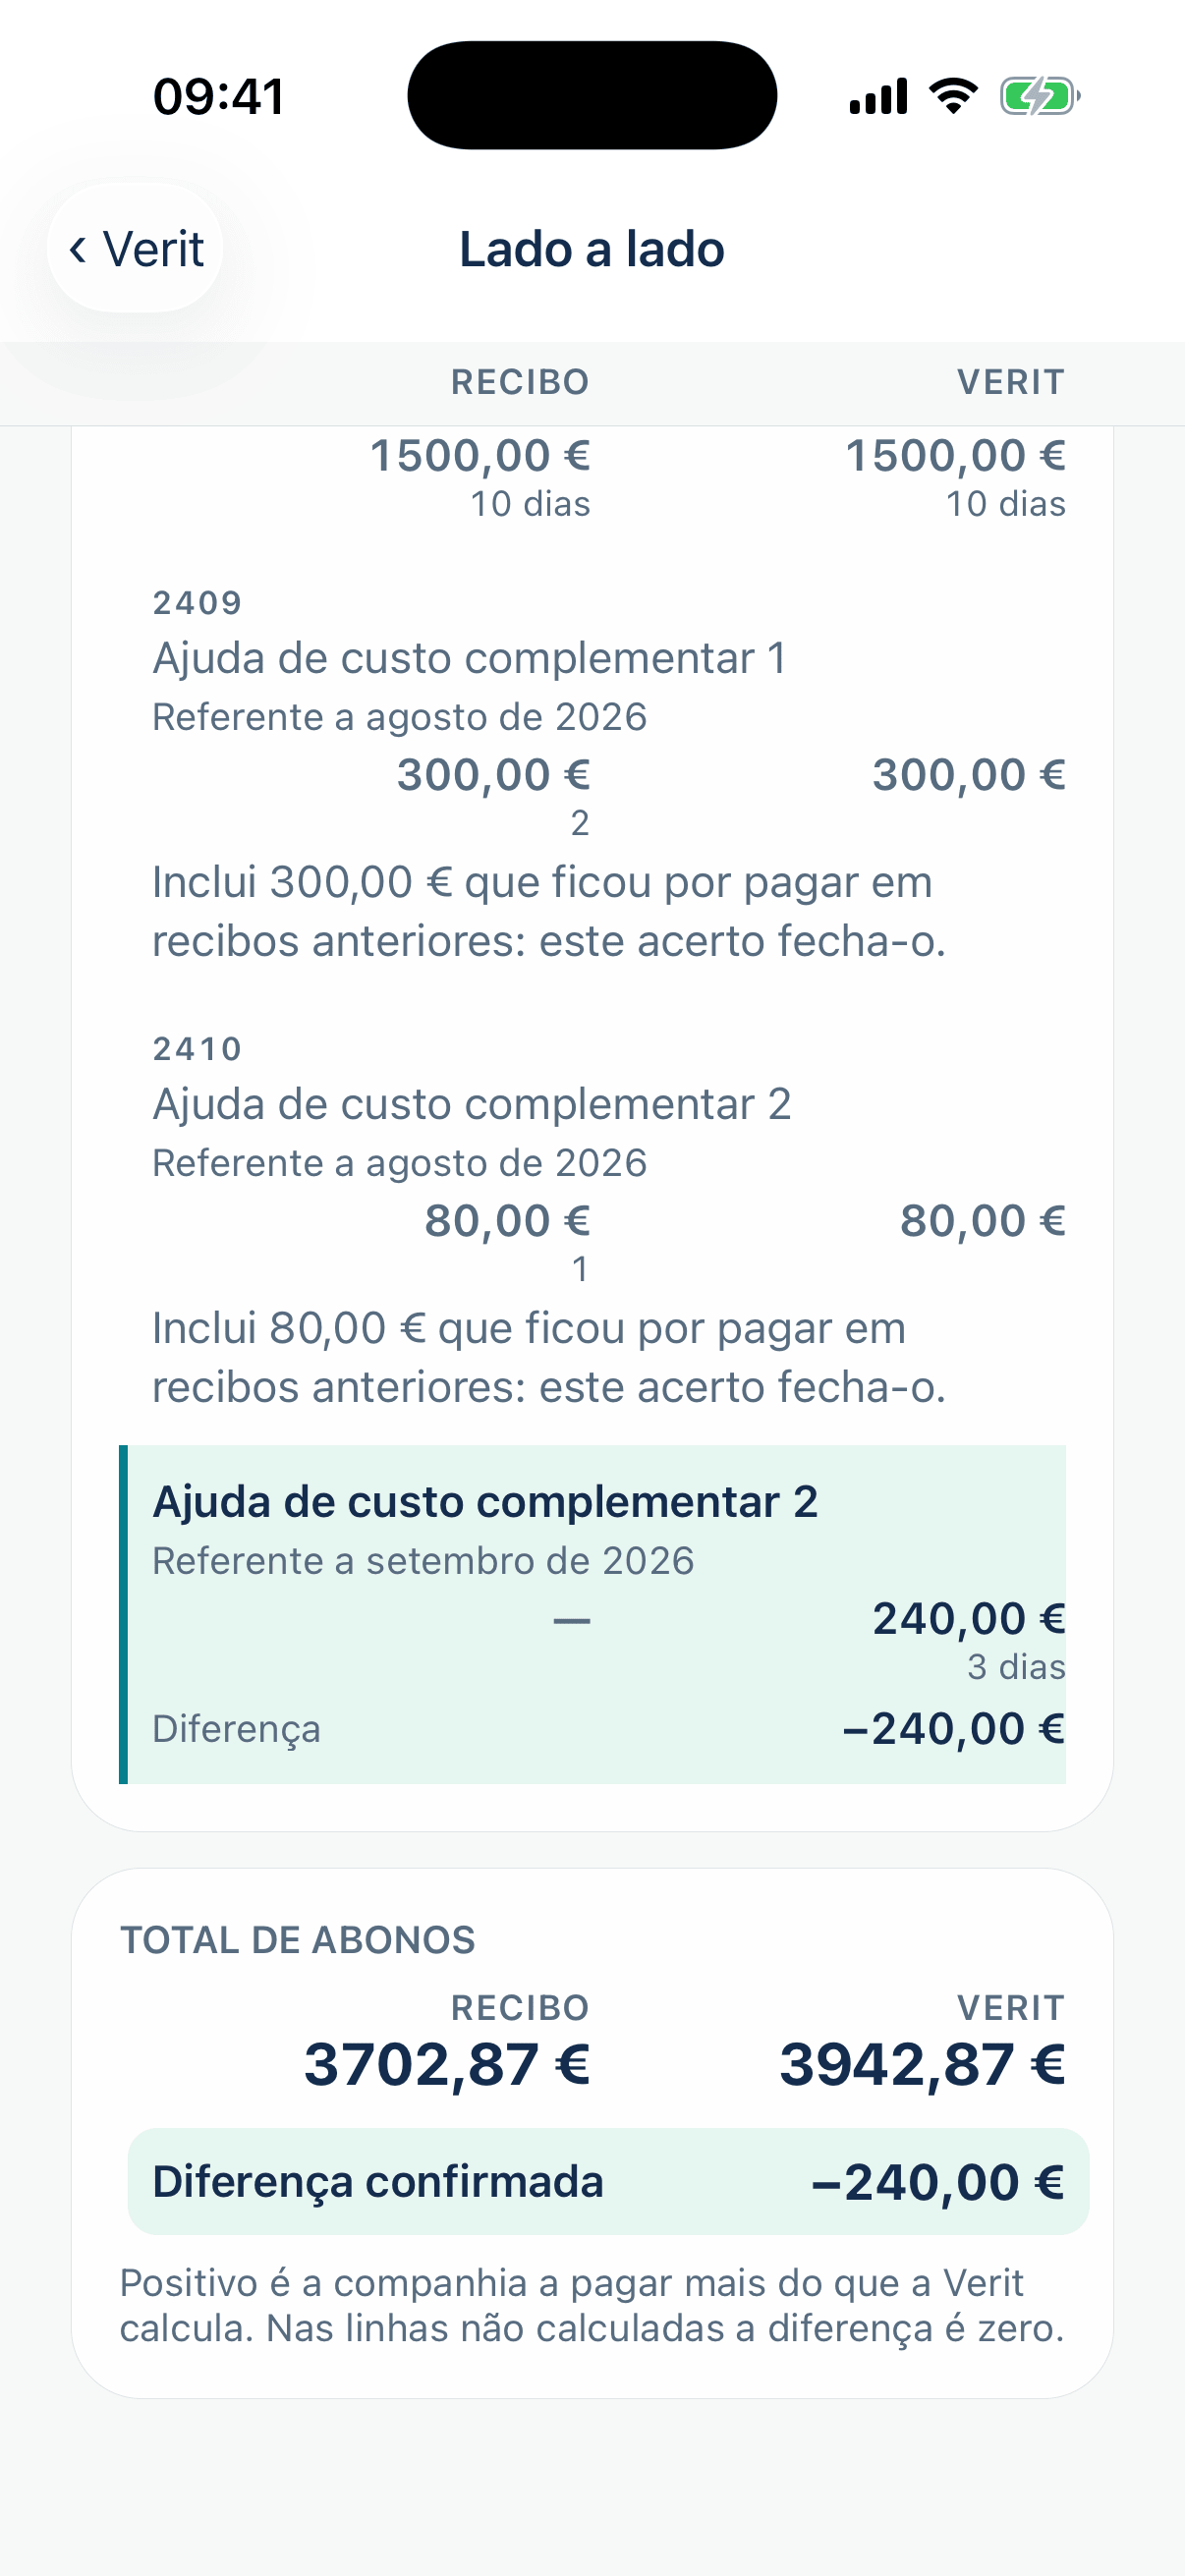 09:41
‹ Verit
Lado a lado
RECIBO VERIT
1500,00 € 1500,00 €
10 dias 10 dias
2409
Ajuda de custo complementar 1
Referente a agosto de 2026
300,00 € 300,00 €
2
Inclui 300,00 € que ficou por pagar em
recibos anteriores: este acerto fecha-o.
2410
Ajuda de custo complementar 2
Referente a agosto de 2026
80,00 € 80,00 €
1
Inclui 80,00 € que ficou por pagar em
recibos anteriores: este acerto fecha-o.
Ajuda de custo complementar 2
Referente a setembro de 2026
— 240,00 €
3 dias
Diferença −240,00 €
TOTAL DE ABONOS
RECIBO VERIT
3702,87 € 3942,87 €
Diferença confirmada −240,00 €
Positivo é a companhia a pagar mais do que a Verit
calcula. Nas linhas não calculadas a diferença é zero.